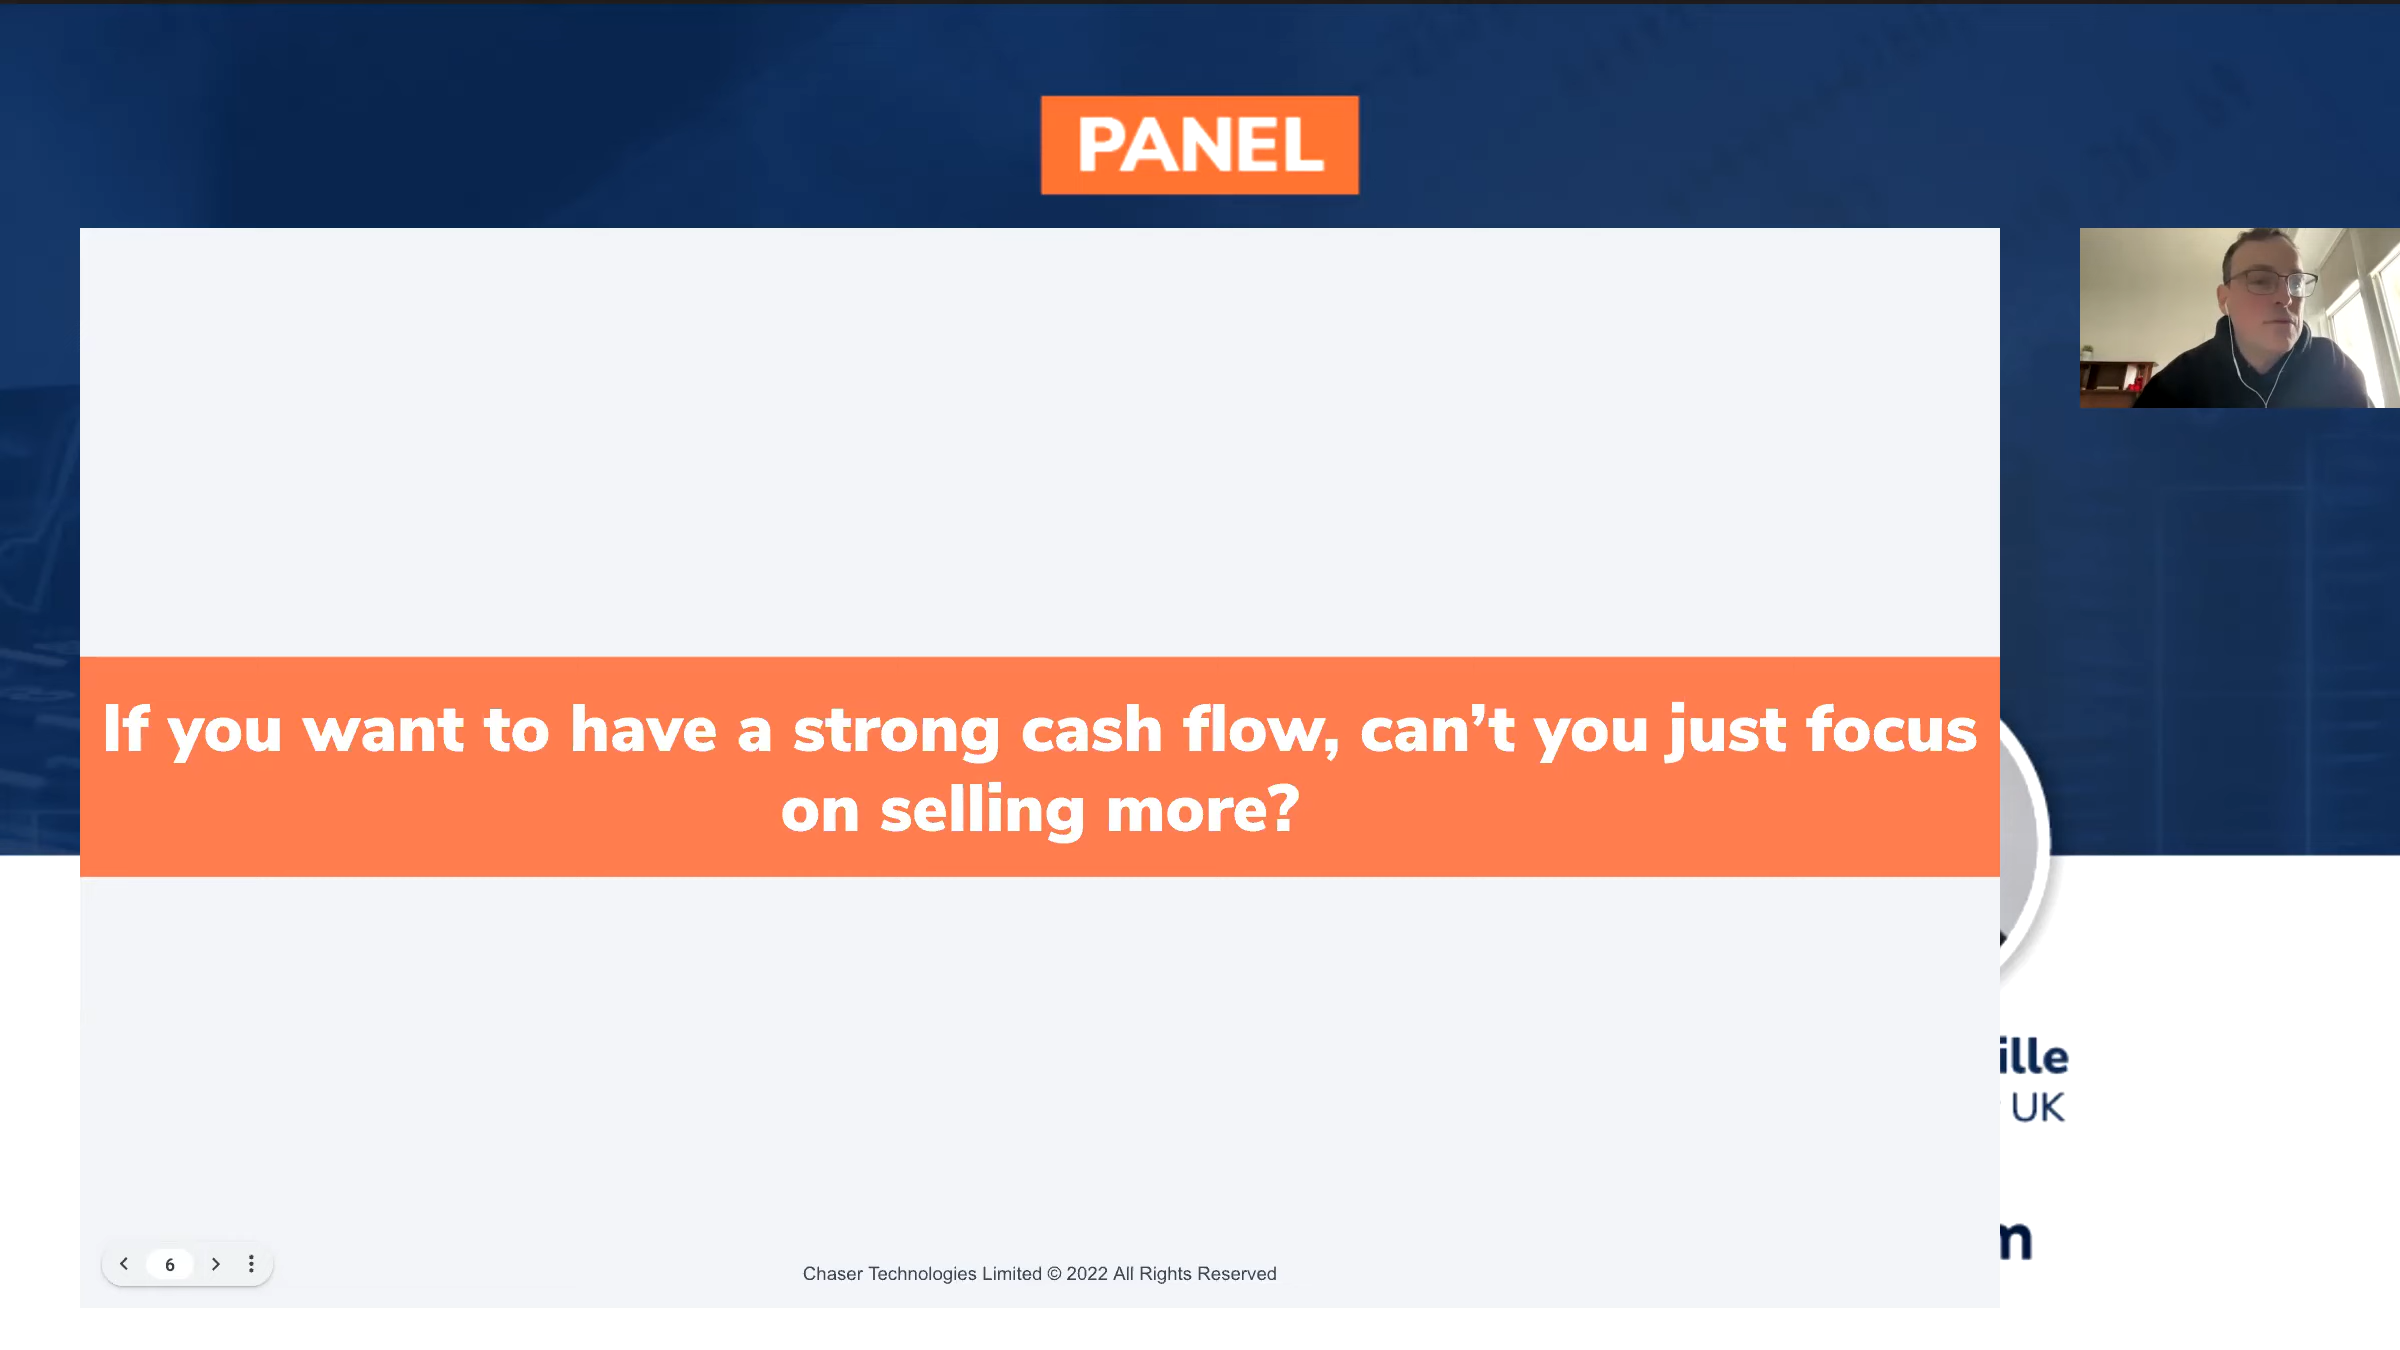 PANEL
If you want to have a strong cash flow, can’t you just focus
on selling more?
ille
UK
m
6
Chaser Technologies Limited © 2022 All Rights Reserved